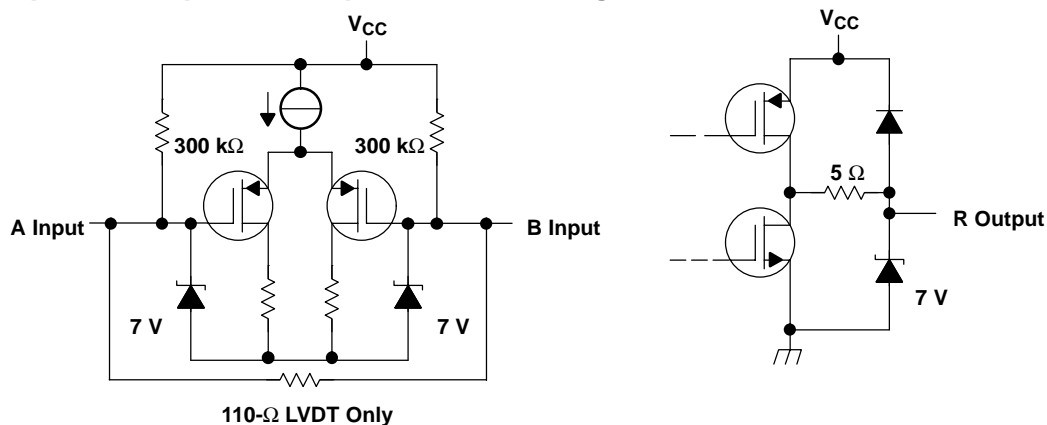 VCC
300 kΩ
300 kΩ
A Input
B Input
7 V
7 V
110-Ω LVDT Only
VCC
5 Ω
R Output
7 V